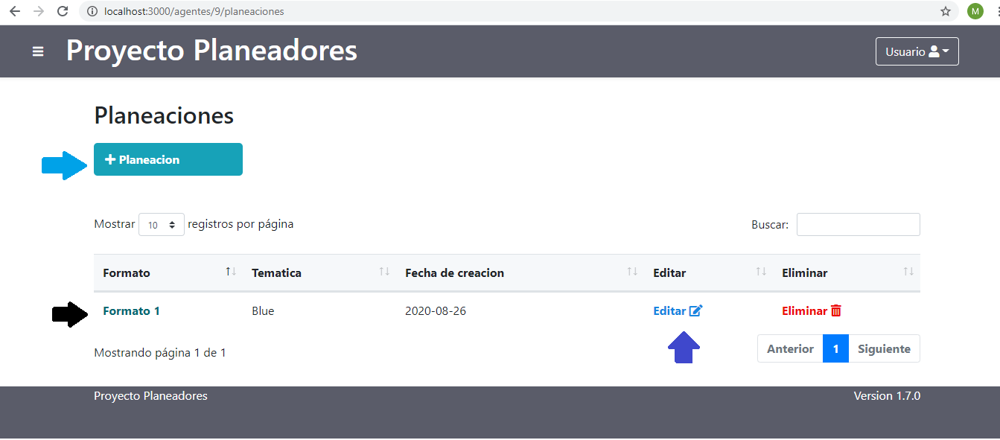 localhost:3000/agentes/9/planeaciones
M
Proyecto Planeadores
Usuario
Planeaciones
Planeacion
Mostrar 10 registros por página
Buscar:
Formato Tematica Fecha de creacion Editar Eliminar
Formato 1 Blue 2020-08-26 Editar Eliminar
Mostrando página 1 de 1
Anterior 1 Siguiente
Proyecto Planeadores
Version 1.7.0